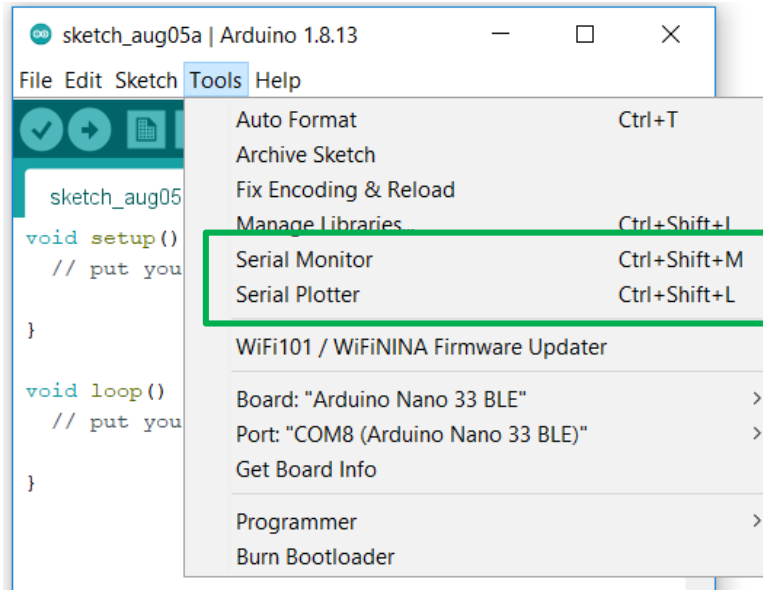 sketch_aug05a | Arduino 1.8.13
File Edit Sketch Tools Help
sketch_aug05
void setup()
// put you
}
void loop()
// put you
}
Auto Format Ctrl+T
Archive Sketch
Fix Encoding & Reload
Manage Libraries... Ctrl+Shift+I
Serial Monitor Ctrl+Shift+M
Serial Plotter Ctrl+Shift+L
WiFi101 / WiFiNINA Firmware Updater
Board: "Arduino Nano 33 BLE"
Port: "COM8 (Arduino Nano 33 BLE)"
Get Board Info
Programmer
Burn Bootloader